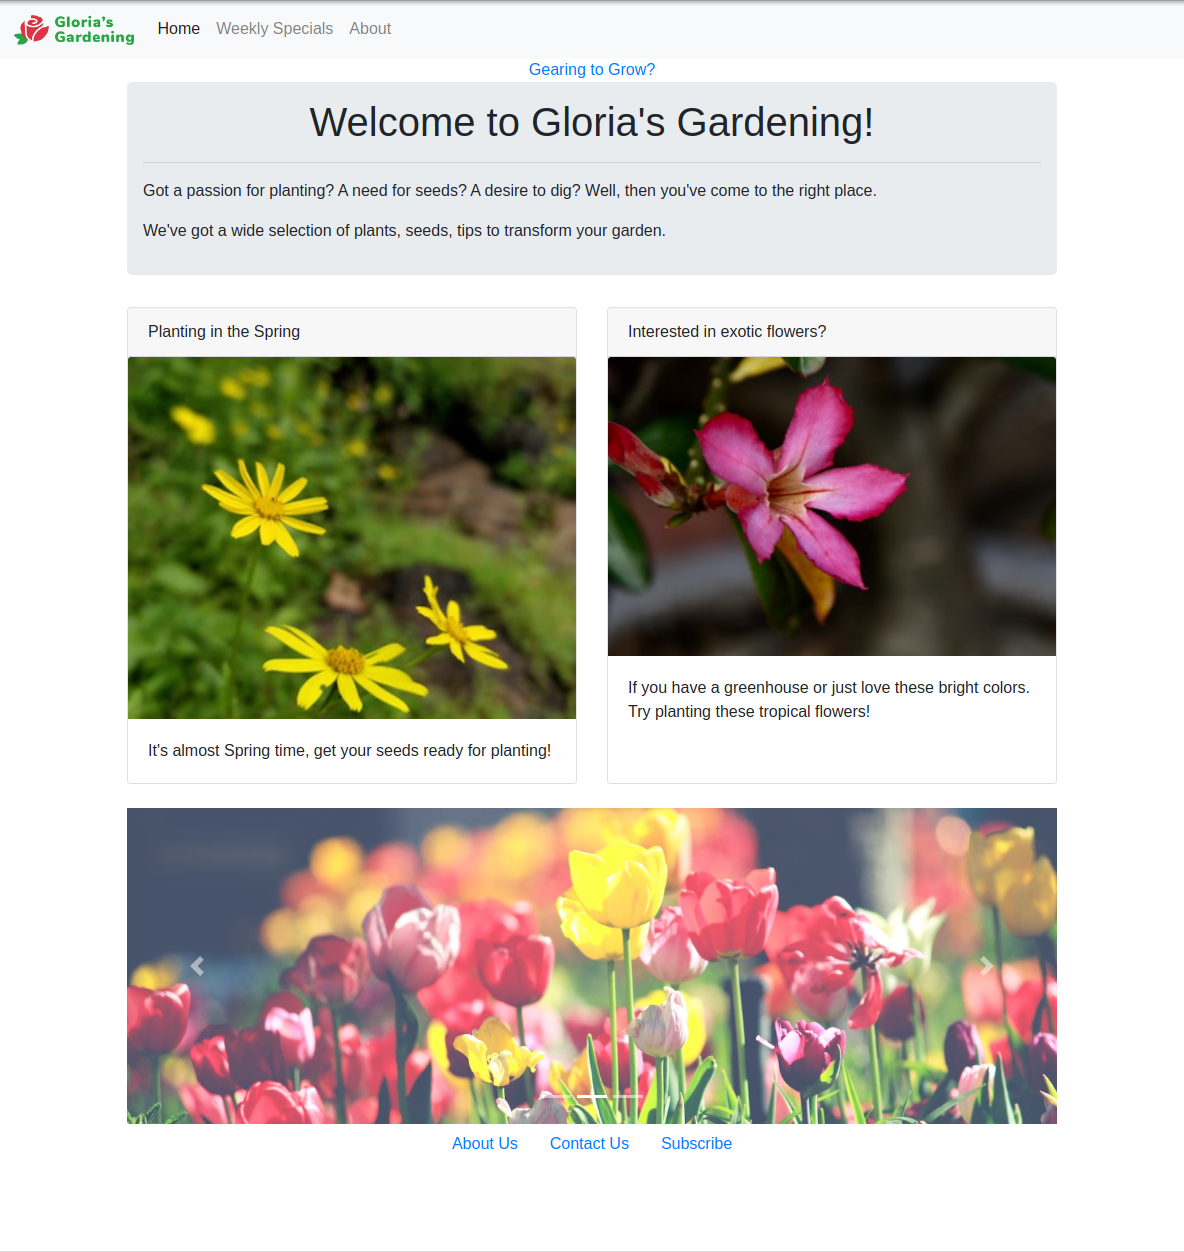 Gloria's
Gardening
Home Weekly Specials About
Gearing to Grow?
Welcome to Gloria's Gardening!
Got a passion for planting? A need for seeds? A desire to dig? Well, then you've come to the right place.
We've got a wide selection of plants, seeds, tips to transform your garden.
Planting in the Spring
Interested in exotic flowers?
If you have a greenhouse or just love these bright colors.
Try planting these tropical flowers!
It's almost Spring time, get your seeds ready for planting!
About Us Contact Us Subscribe